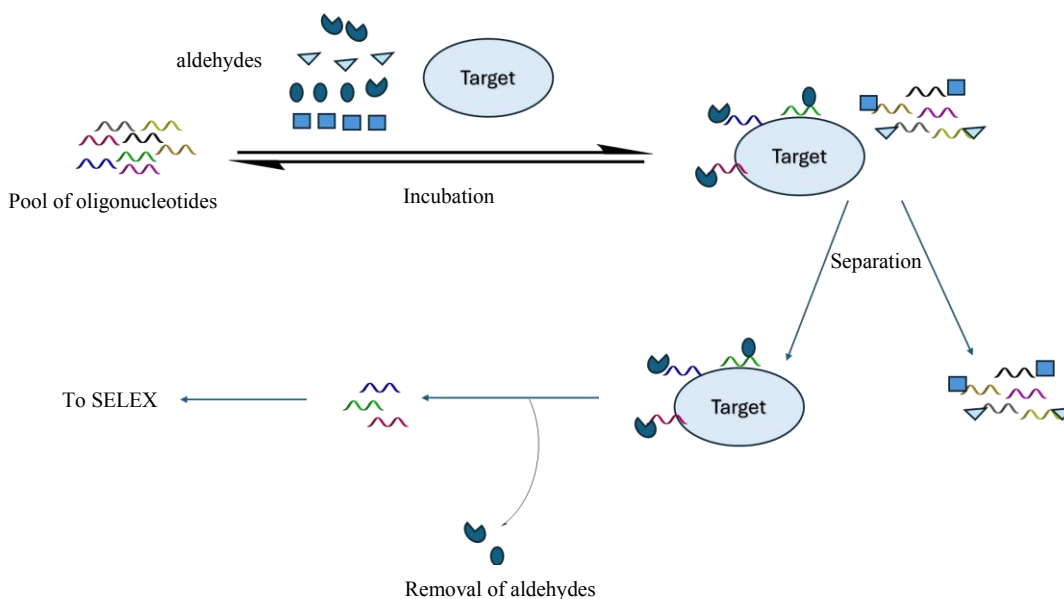 aldehydes
Target
Pool of oligonucleotides
Incubation
Target
Separation
To SELEX
Target
Removal of aldehydes